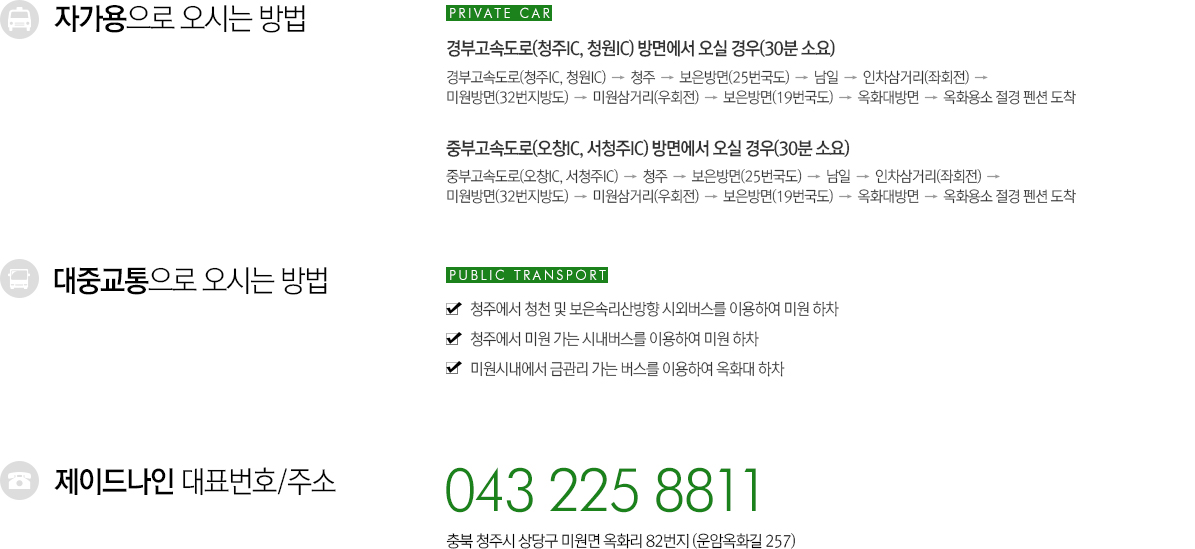 자가용으로 오시는 방법
PRIVATE CAR
경부고속도로(청주IC, 청원IC) 방면에서 오실 경우(30분 소요)
경부고속도로(청주IC, 청원IC) → 청주 → 보은방면(25번국도) → 남일 → 인차삼거리(좌회전) →
미원방면(32번지방도) → 미원삼거리(우회전) → 보은방면(19번국도) → 옥화대방면 → 옥화용소 절경 펜션 도착
중부고속도로(오창IC, 서청주IC) 방면에서 오실 경우(30분 소요)
중부고속도로(오창IC, 서청주IC) → 청주 → 보은방면(25번국도) → 남일 → 인차삼거리(좌회전) →
미원방면(32번지방도) → 미원삼거리(우회전) → 보은방면(19번국도) → 옥화대방면 → 옥화용소 절경 펜션 도착
대중교통으로 오시는 방법
PUBLIC TRANSPORT
청주에서 청천 및 보은속리산방향 시외버스를 이용하여 미원 하차
청주에서 미원 가는 시내버스를 이용하여 미원 하차
미원시내에서 금관리 가는 버스를 이용하여 옥화대 하차
제이드나인 대표번호/주소
043 225 8811
충북 청주시 상당구 미원면 옥화리 82번지 (운암옥화길 257)